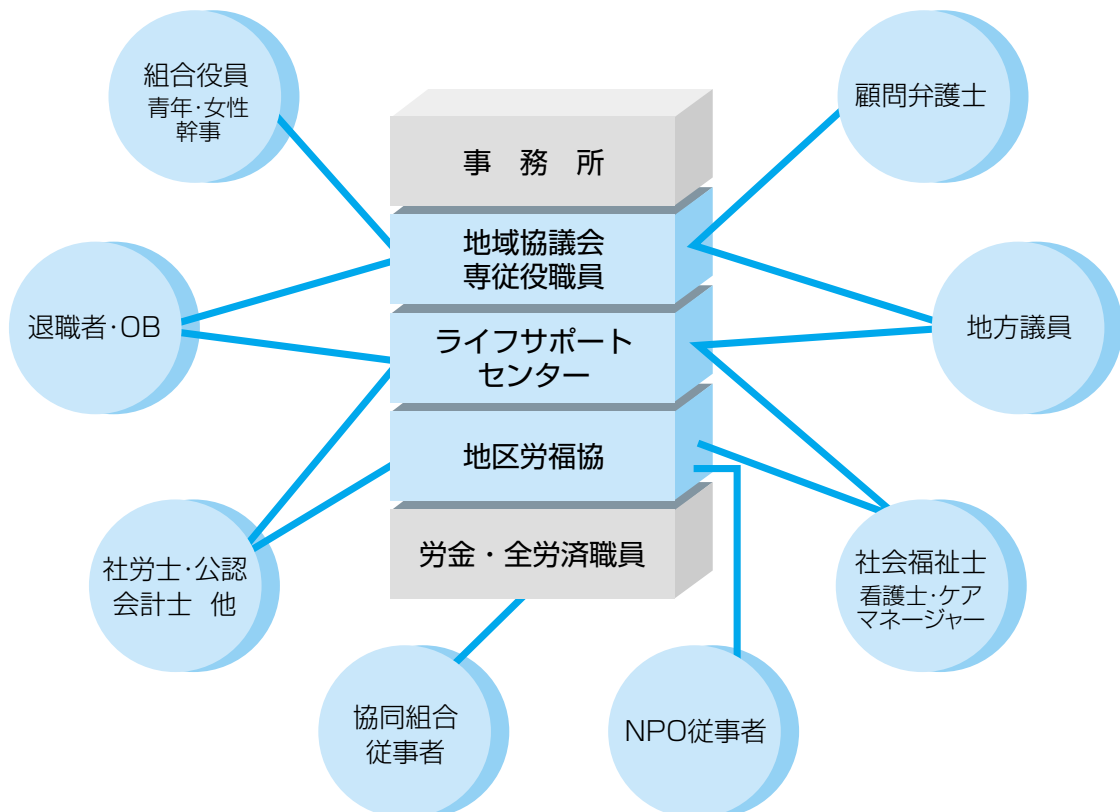 組合役員
青年・女性
幹事
顧問弁護士
事 務 所
地域協議会
専従役職員
退職者・OB
ライフサポート
センター
地方議員
地区労福協
労金・全労済職員
社労士・公認
会計士 他
社会福祉士
看護士・ケア
マネージャー
協同組合
従事者
NPO従事者